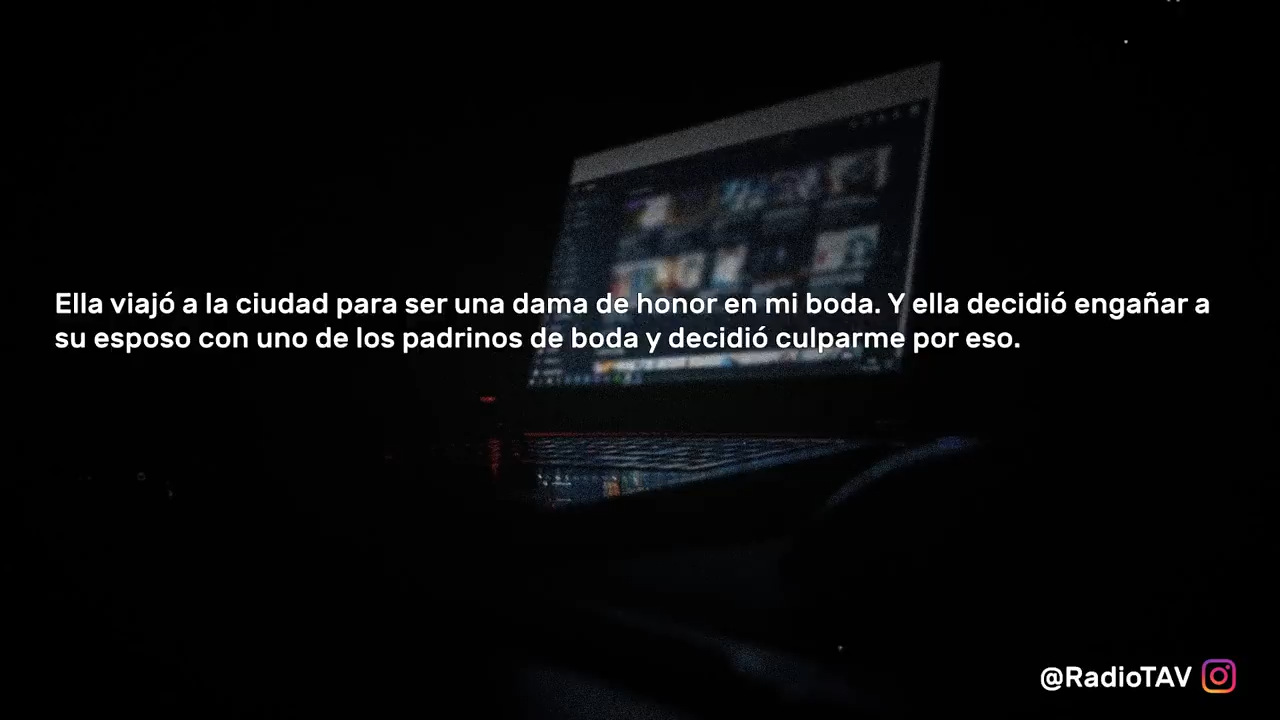 Ella viajó a la ciudad para ser una dama de honor en mi boda. Y ella decidió engañar a
su esposo con uno de los padrinos de boda y decidió culparme por eso.
@RadioTAV